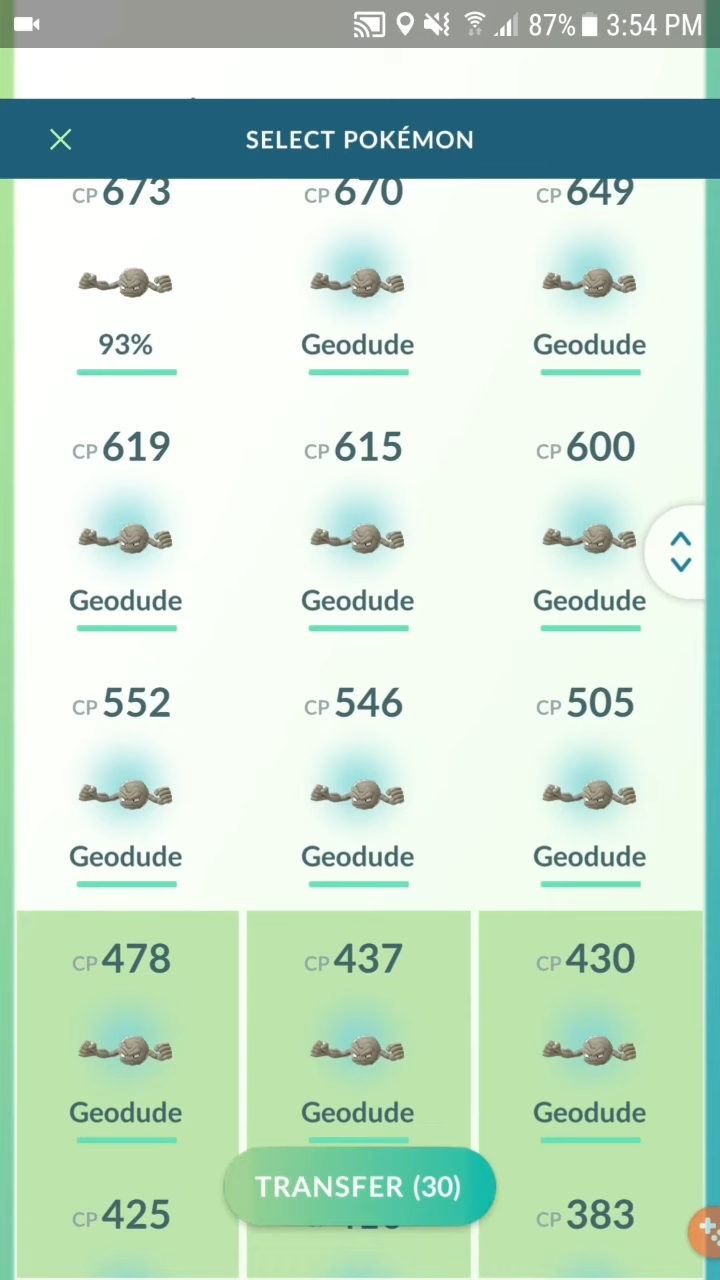 87% 3:54 PM
SELECT POKÉMON
CP 673 CP 670 CP 649
93% Geodude Geodude
CP 619 CP 615 CP 600
Geodude Geodude Geodude
CP 552 CP 546 CP 505
Geodude Geodude Geodude
CP 478 CP 437 CP 430
Geodude Geodude Geodude
TRANSFER (30)
CP 425 CP 383